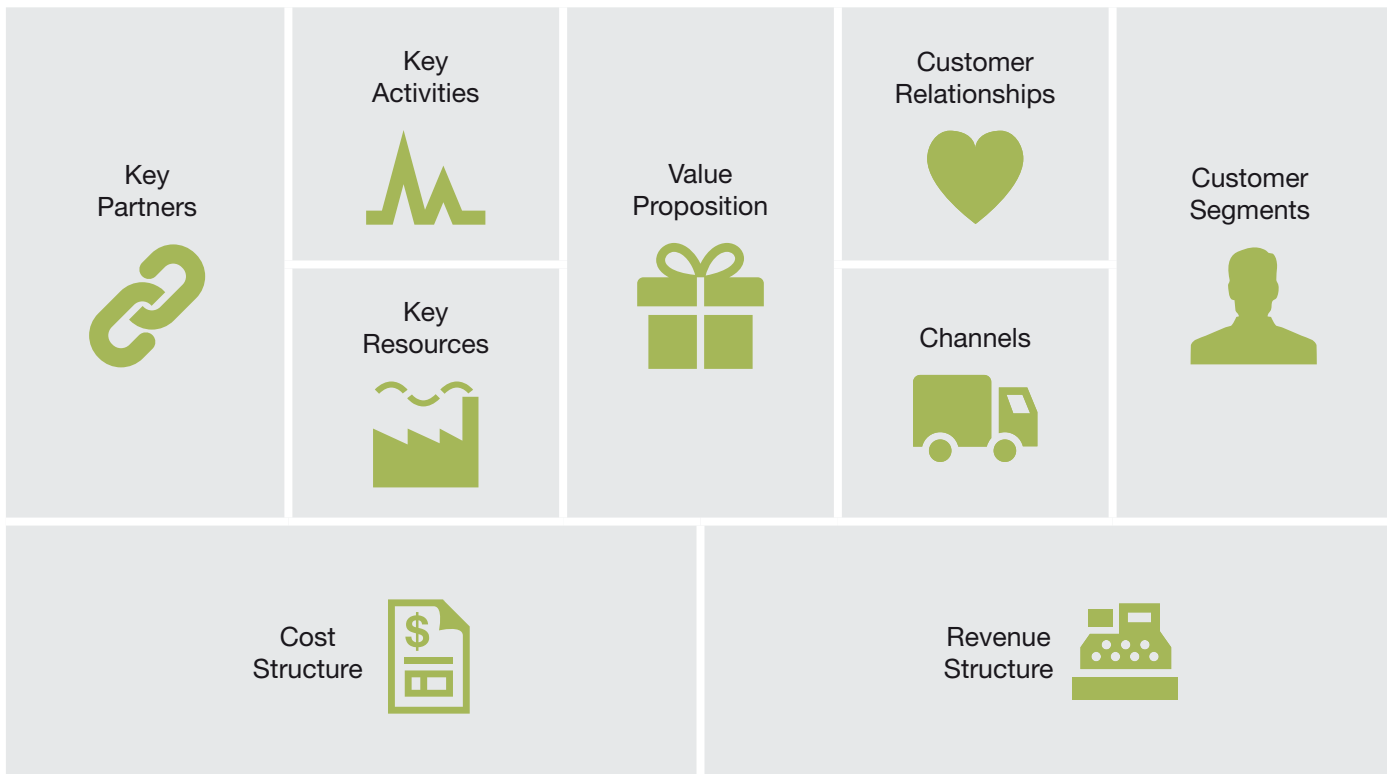 Key
Partners
Key
Activities
Key
Resources
Value
Proposition
Customer
Relationships
Channels
Customer
Segments
Cost
Structure
$
Revenue
Structure